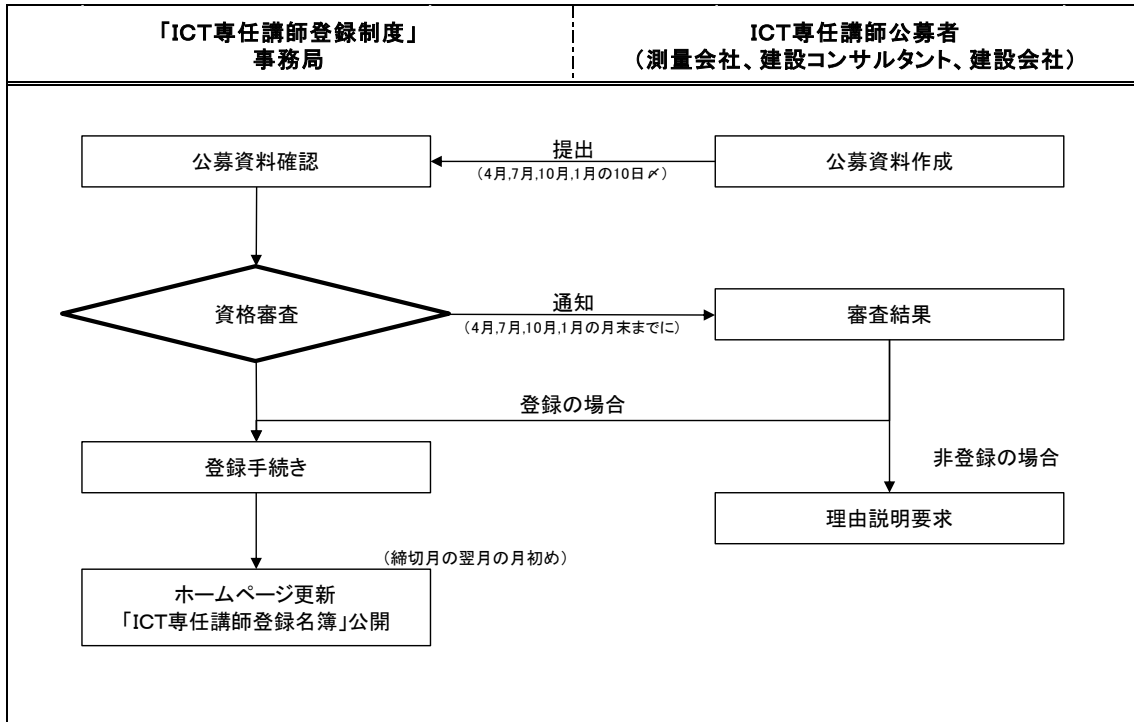 「ICT専任講師登録制度」
事務局
ICT専任講師公募者
（測量会社、建設コンサルタント、建設会社）
公募資料確認
提出
（4月,7月,10月,1月の10日〆）
公募資料作成
資格審査
通知
（4月,7月,10月,1月の月末までに）
審査結果
登録の場合
登録手続き
非登録の場合
理由説明要求
（締切月の翌月の月初め）
ホームページ更新
「ICT専任講師登録名簿」公開